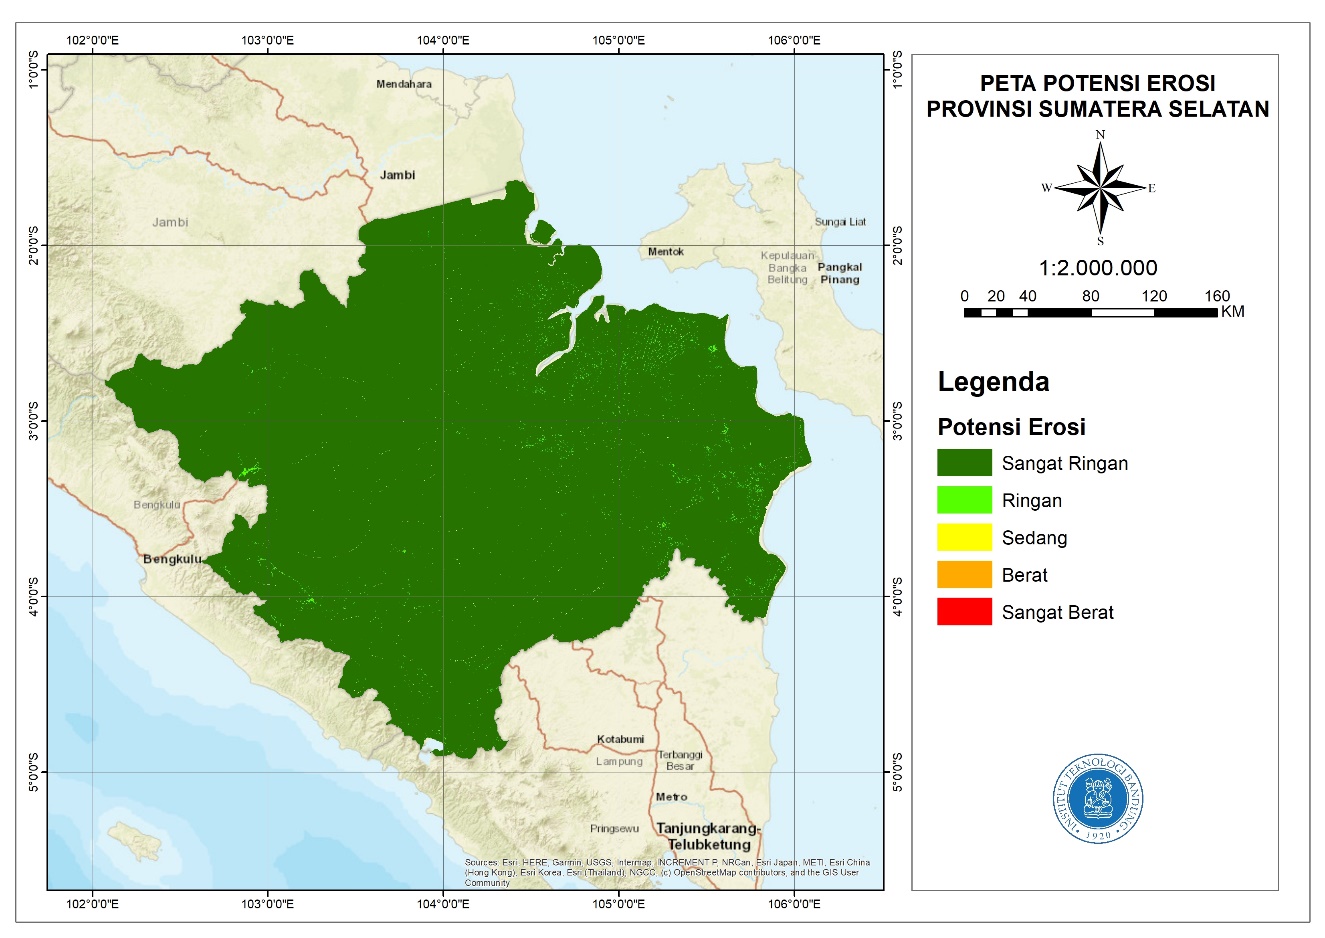 102°0'0"E 103°0'0"E 104°0'0"E 105°0'0"E 106°0'0"E
1°0'0"S
2°0'0"S
3°0'0"S
4°0'0"S
5°0'0"S
Mendahara
Jambi
Jambi
Sungai Liat
Mentok
Kepulauan
Bangka
Belitung
Pangkal
Pinang
Bengkulu
Bengkulu
Kotabumi
Lampung
Terbanggi
Besar
Metro
Pringsewu
Tanjungkarang-
Telubketung
Sources: Esri, HERE, Garmin, USGS, Intermap, INCREMENT P, NRCan, Esri Japan, METI, Esri China
(Hong Kong), Esri Korea, Esri (Thailand), NGCC, (c) OpenStreetMap contributors, and the GIS User
Community
1°0'0"S
2°0'0"S
3°0'0"S
4°0'0"S
5°0'0"S
102°0'0"E 103°0'0"E 104°0'0"E 105°0'0"E 106°0'0"E
PETA POTENSI EROSI
PROVINSI SUMATERA SELATAN
N
W E
S
1:2.000.000
0 20 40 80 120 160
KM
Legenda
Potensi Erosi
Sangat Ringan
Ringan
Sedang
Berat
Sangat Berat
INSTITUT TEKNOLOGI BANDUNG
1920